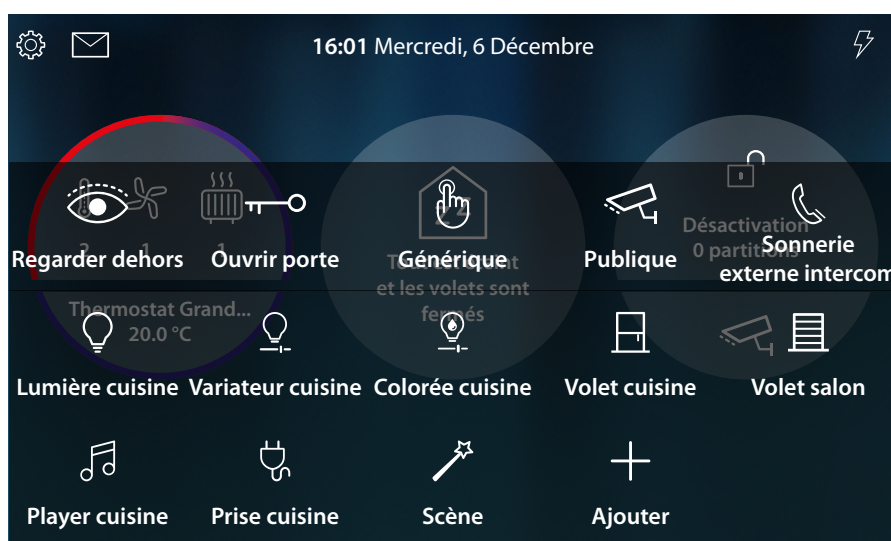 16:01 Mercredi, 6 Décembre
Désactivation
0 partitions
Regarder dehors
Ouvrir porte
Générique
Publique
Sonnerie
externe intercom
et les volets sont
fermés
Thermostat Grand...
20.0 °C
Lumière cuisine
Variateur cuisine
Colorée cuisine
Volet cuisine
Volet salon
Player cuisine
Prise cuisine
Scène
Ajouter